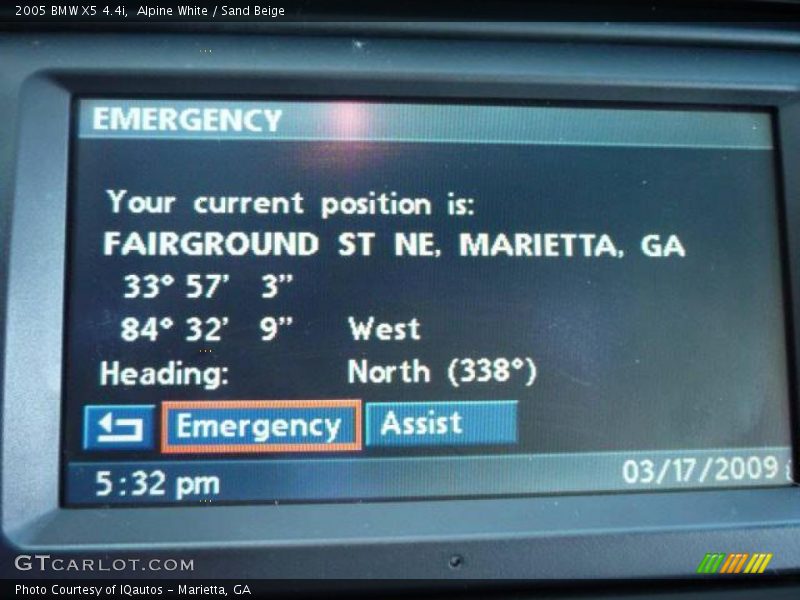 2005 BMW X5 4.4i,  Alpine White / Sand Beige
EMERGENCY
Your current position is:
FAIRGROUND ST NE, MARIETTA, GA
33° 57' 3"
84° 32' 9" West
Heading: North (338°)
Emergency Assist
5:32 pm 03/17/2009
GTCARLOT.COM
Photo Courtesy of IQautos - Marietta, GA